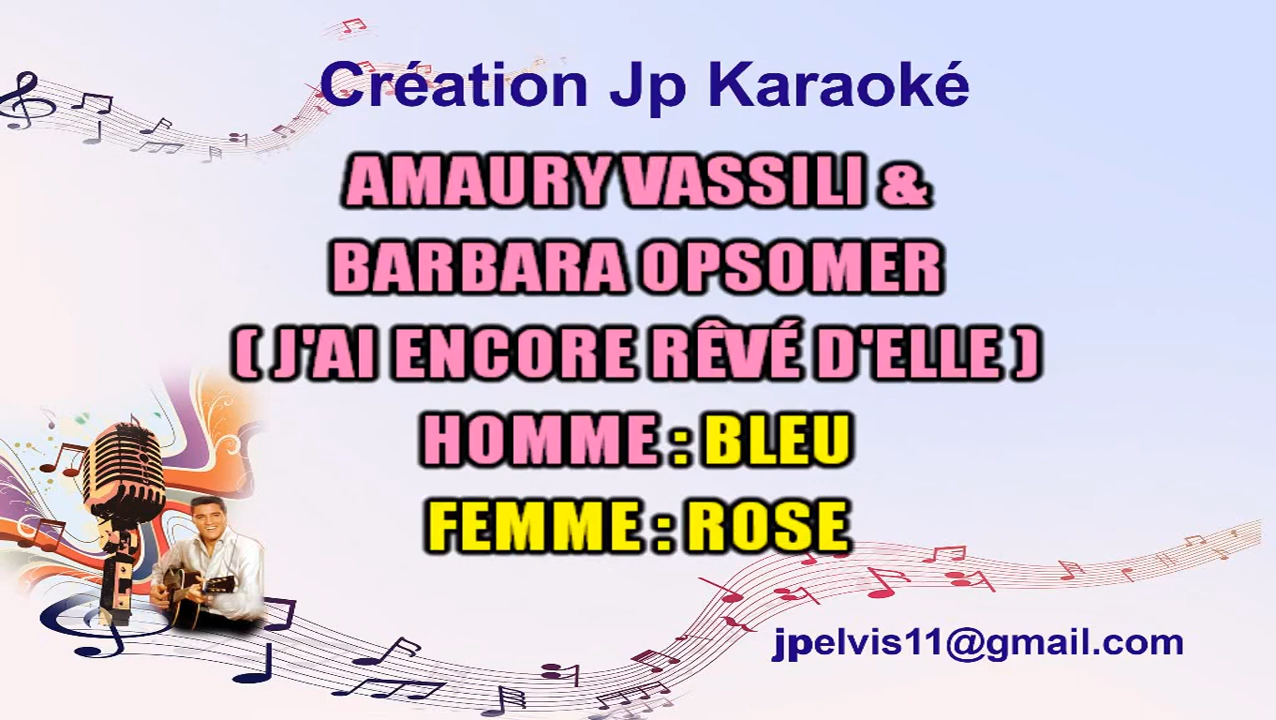 Création Jp Karaoké
AMAURY VASSILI &
BARBARA OPSOMER
( J'AI ENCORE RÊVÉ D'ELLE )
HOMME : BLEU
FEMME : ROSE
jpelvis11@gmail.com